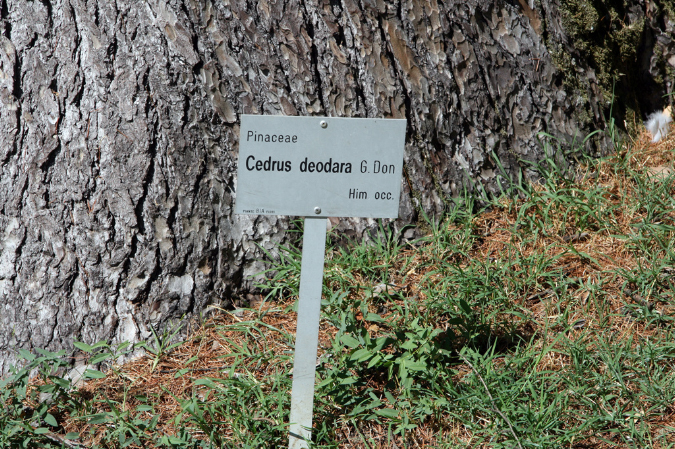 Pinaceae
Cedrus deodara G. Don
Him occ.